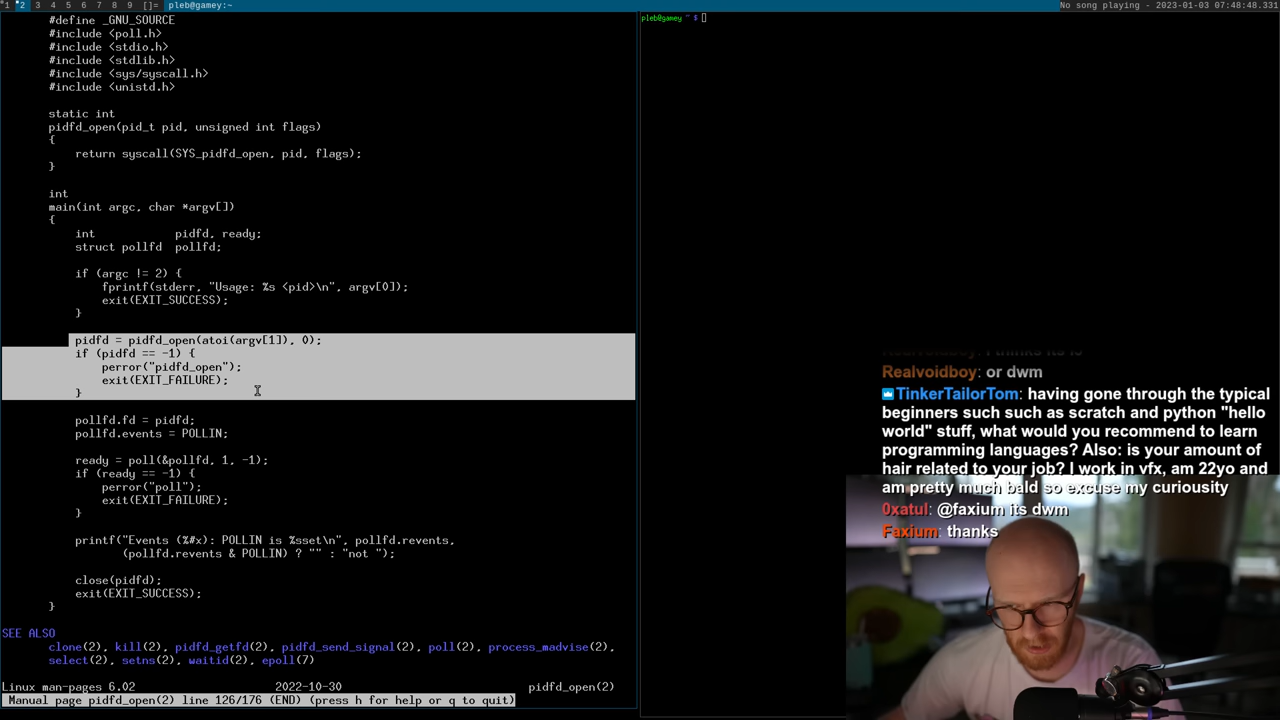 1 2 3 4 5 6 7 8 9 []= pleb@gamey:~
No song playing - 2023-01-03 07:48:48.331
#define _GNU_SOURCE
#include <poll.h>
#include <stdio.h>
#include <stdlib.h>
#include <sys/syscall.h>
#include <unistd.h>
static int
pidfd_open(pid_t pid, unsigned int flags)
{
return syscall(SYS_pidfd_open, pid, flags);
}
int
main(int argc, char *argv[])
{
int pidfd, ready;
struct pollfd pollfd;
if (argc != 2) {
fprintf(stderr, "Usage: %s <pid>\n", argv[0]);
exit(EXIT_SUCCESS);
}
pidfd = pidfd_open(atoi(argv[1]), 0);
if (pidfd == -1) {
perror("pidfd_open");
exit(EXIT_FAILURE);
}
pollfd.fd = pidfd;
pollfd.events = POLLIN;
ready = poll(&pollfd, 1, -1);
if (ready == -1) {
perror("poll");
exit(EXIT_FAILURE);
}
printf("Events (%#x): POLLIN is %sset\n", pollfd.revents,
(pollfd.revents & POLLIN) ? "" : "not ");
close(pidfd);
exit(EXIT_SUCCESS);
}
SEE ALSO
clone(2), kill(2), pidfd_getfd(2), pidfd_send_signal(2), poll(2), process_madvise(2),
select(2), setns(2), waitid(2), epoll(7)
Linux man-pages 6.02 2022-10-30 pidfd_open(2)
Manual page pidfd_open(2) line 126/176 (END) (press h for help or q to quit)
pleb@gamey ~ $
Realvoidboy: or dwm
TinkerTailorTom: having gone through the typical
beginners such such as scratch and python "hello
world" stuff, what would you recommend to learn
programming languages? Also: is your amount of
hair related to your job? I work in vfx, am 22yo and
am pretty much bald so excuse my curiousity
0xatul: @faxium its dwm
Faxium: thanks